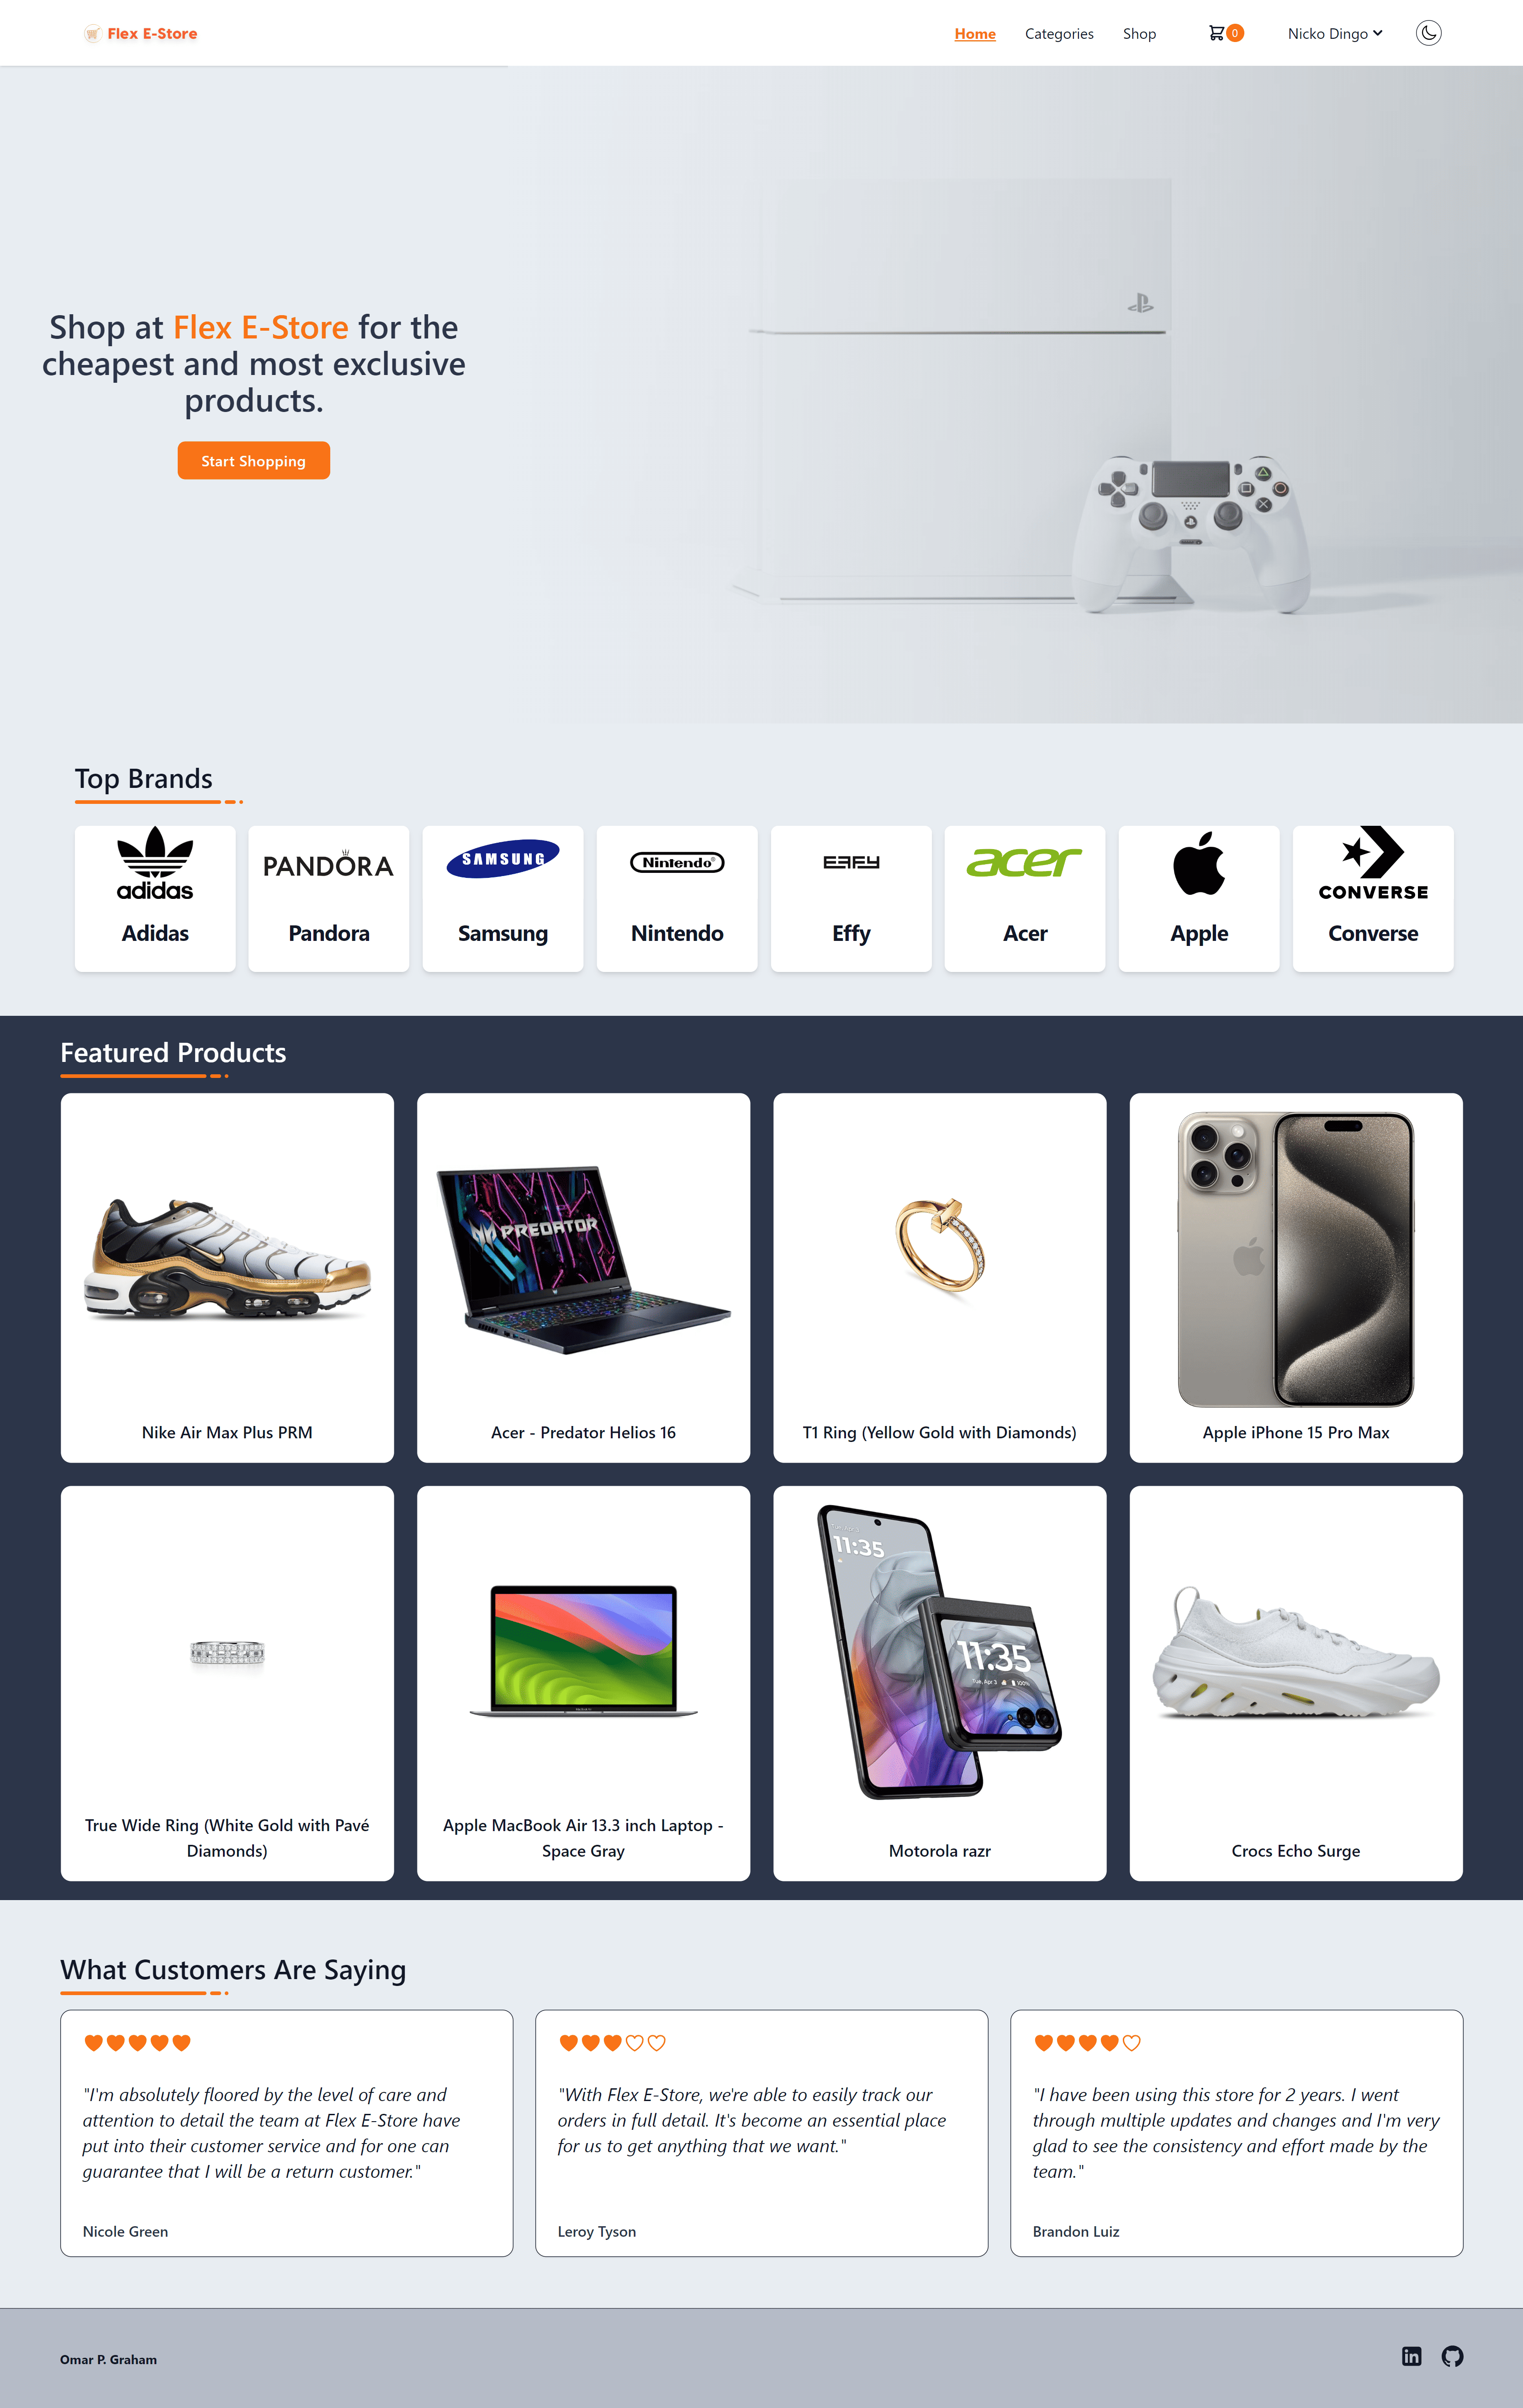 Flex E-Store
Home
Categories
Shop
0
Nicko Dingo
Shop at Flex E-Store for the
cheapest and most exclusive
products.
Start Shopping
Top Brands
adidas
Adidas
PANDORA
Pandora
SAMSUNG
Samsung
Nintendo®
Nintendo
EFFY
Effy
acer
Acer
Apple
CONVERSE
Converse
Featured Products
Nike Air Max Plus PRM
PREDATOR
Acer - Predator Helios 16
T1 Ring (Yellow Gold with Diamonds)
Apple iPhone 15 Pro Max
True Wide Ring (White Gold with Pavé
Diamonds)
Apple MacBook Air 13.3 inch Laptop -
Space Gray
11:35
11:35
Tue, Apr 3
100%
Motorola razr
Crocs Echo Surge
What Customers Are Saying
"I'm absolutely floored by the level of care and
attention to detail the team at Flex E-Store have
put into their customer service and for one can
guarantee that I will be a return customer."
Nicole Green
"With Flex E-Store, we're able to easily track our
orders in full detail. It's become an essential place
for us to get anything that we want."
Leroy Tyson
"I have been using this store for 2 years. I went
through multiple updates and changes and I'm very
glad to see the consistency and effort made by the
team."
Brandon Luiz
Omar P. Graham
in